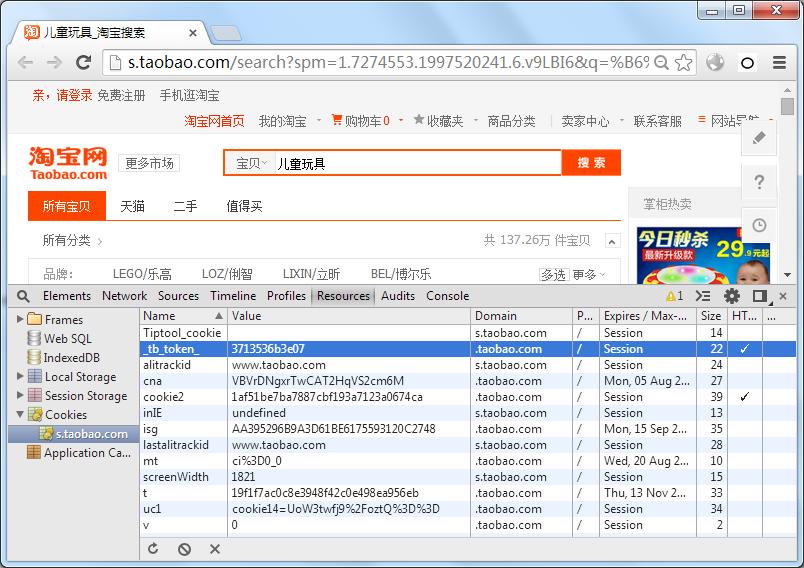 儿童玩具_淘宝搜索
s.taobao.com/search?spm=1.7274553.1997520241.6.v9LBI6&q=%B6%
亲，请登录 免费注册 手机逛淘宝
淘宝网首页 我的淘宝 购物车0 收藏夹 商品分类 卖家中心 联系客服 网站导航
淘宝网 更多市场 宝贝 儿童玩具 搜 索
Taobao.com
所有宝贝 天猫 二手 值得买 掌柜热卖
所有分类 共 137.26万 件宝贝
今日秒杀
最新升级款 29.9元起
品牌： LEGO/乐高 LOZ/俐智 LIXIN/立昕 BEL/博尔乐 多选 更多
Elements Network Sources Timeline Profiles Resources Audits Console 1
Frames
Web SQL
IndexedDB
Local Storage
Session Storage
Cookies
s.taobao.com
Application Ca...
Name Value Domain P... Expires / Max-... Size HT... ...
Tiptool_cookie s.taobao.com / Session 14
_tb_token_ 3713536b3e07 .taobao.com / Session 22 ✓
alitrackid www.taobao.com .taobao.com / Session 24
cna VBVrDNgxrTwCAT2HqVS2cm6M .taobao.com / Mon, 05 Aug 2... 27
cookie2 1af51be7ba7887cbf193a7123a0674ca .taobao.com / Session 39 ✓
inIE undefined s.taobao.com / Session 13
isg AA395296B9A3D61BE6175593120C2748 .taobao.com / Mon, 15 Sep 2... 35
lastalitrackid www.taobao.com s.taobao.com / Session 28
mt ci%3D0_0 .taobao.com / Wed, 20 Aug 2... 10
screenWidth 1821 s.taobao.com / Session 15
t 19f1f7ac0c8e3948f42c0e498ea956eb .taobao.com / Thu, 13 Nov 2... 33
uc1 cookie14=UoW3twfj9%2FoztQ%3D%3D .taobao.com / Session 34
v 0 .taobao.com / Session 2